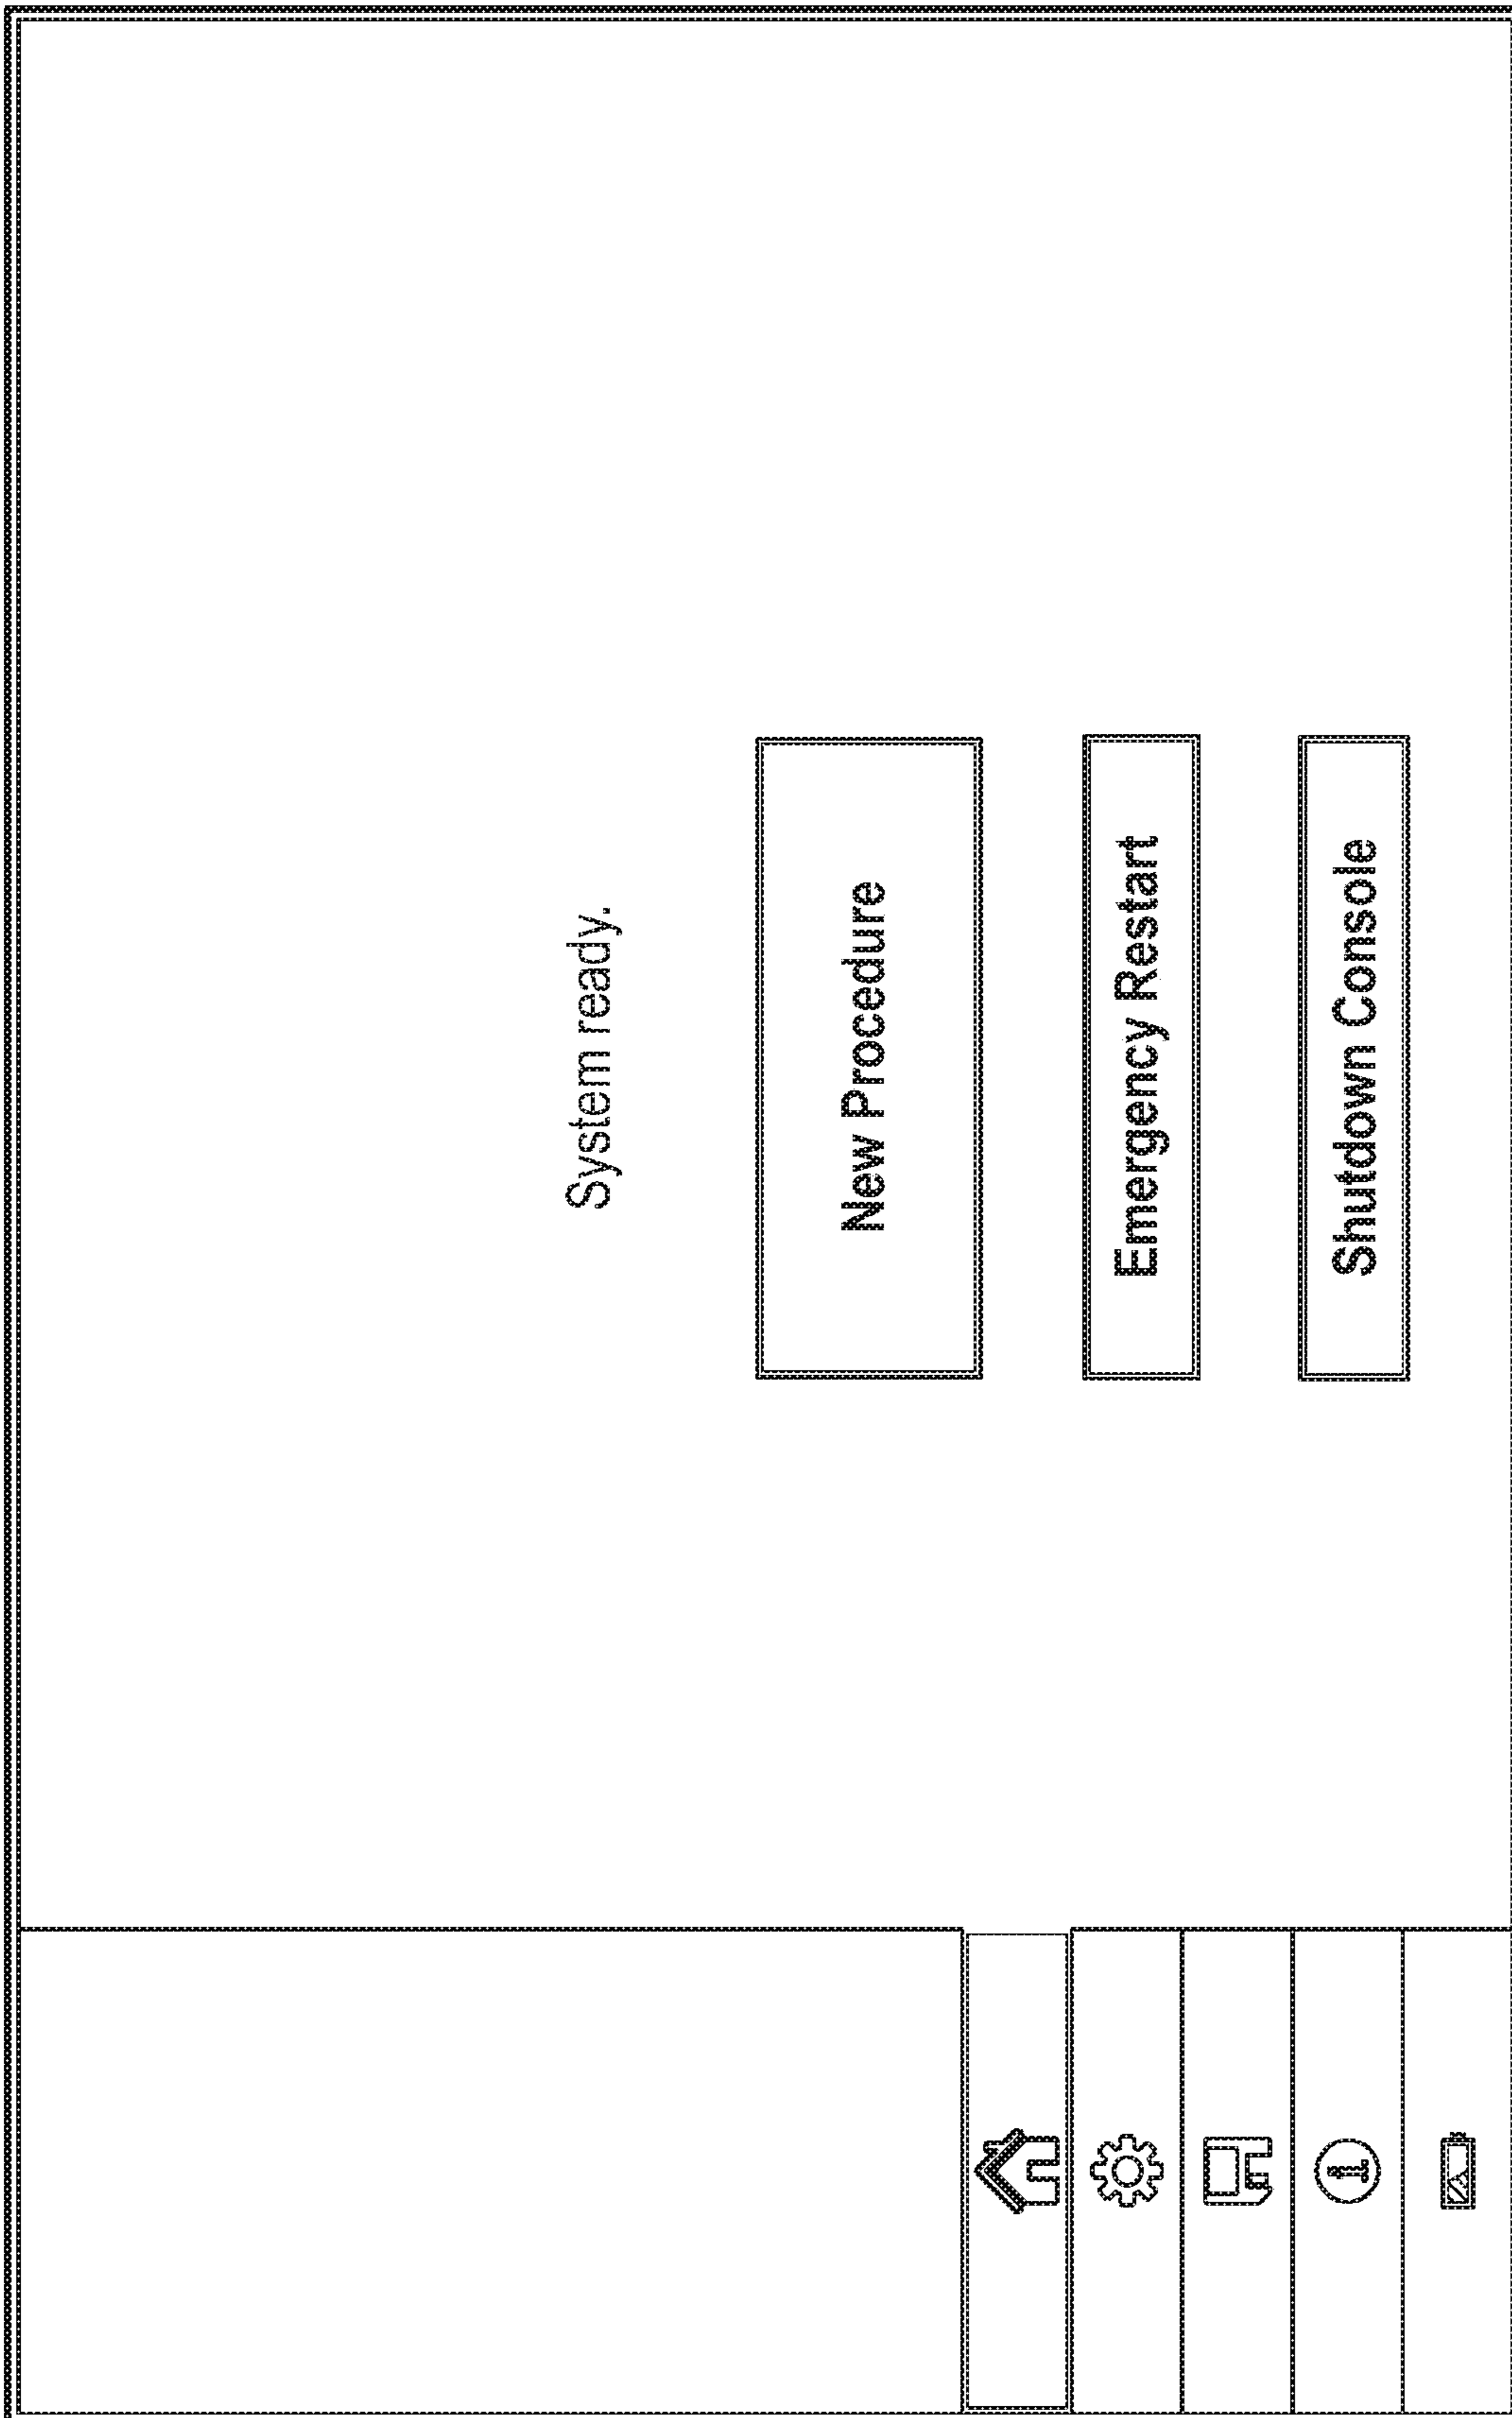 System ready.
New Procedure
Emergency Restart
Shutdown Console